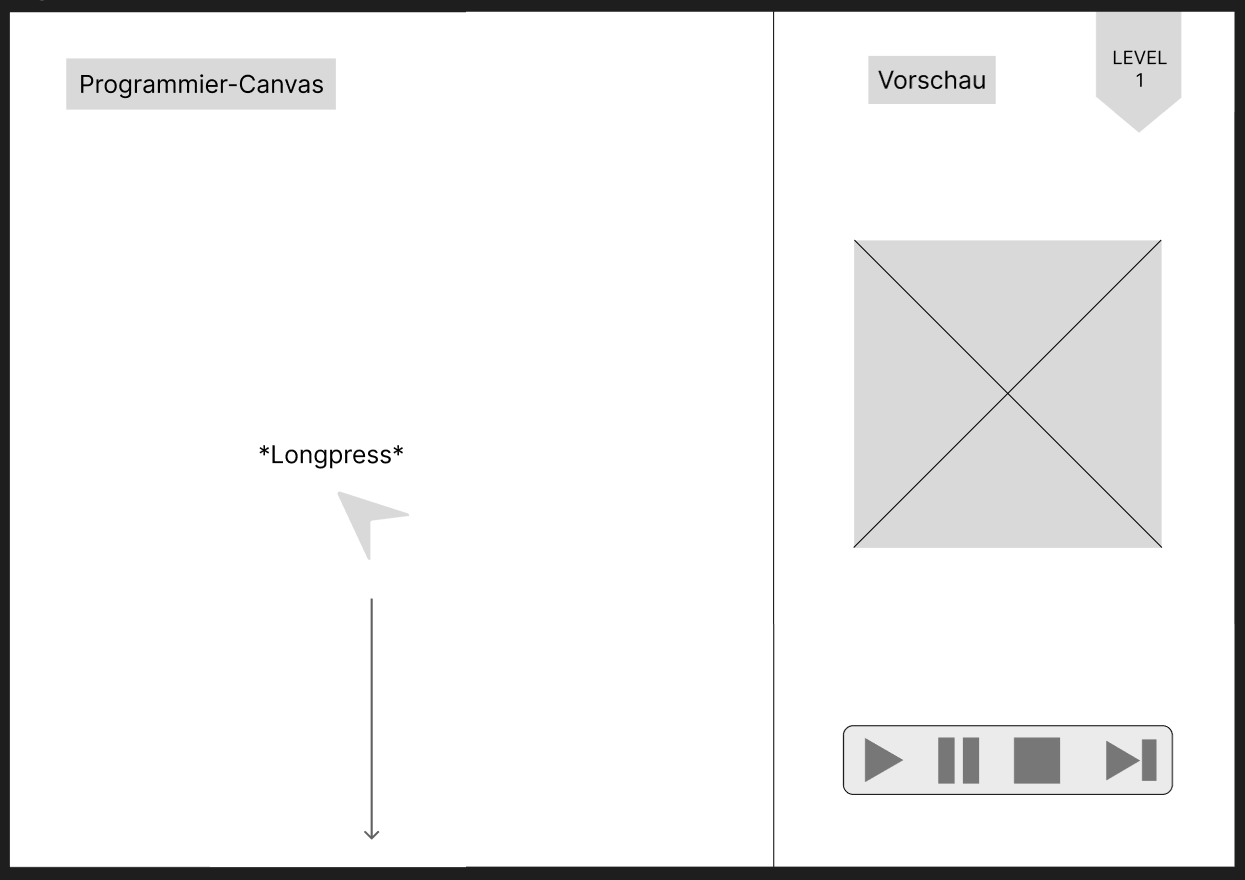 Programmier-Canvas
Vorschau
LEVEL
1
*Longpress*